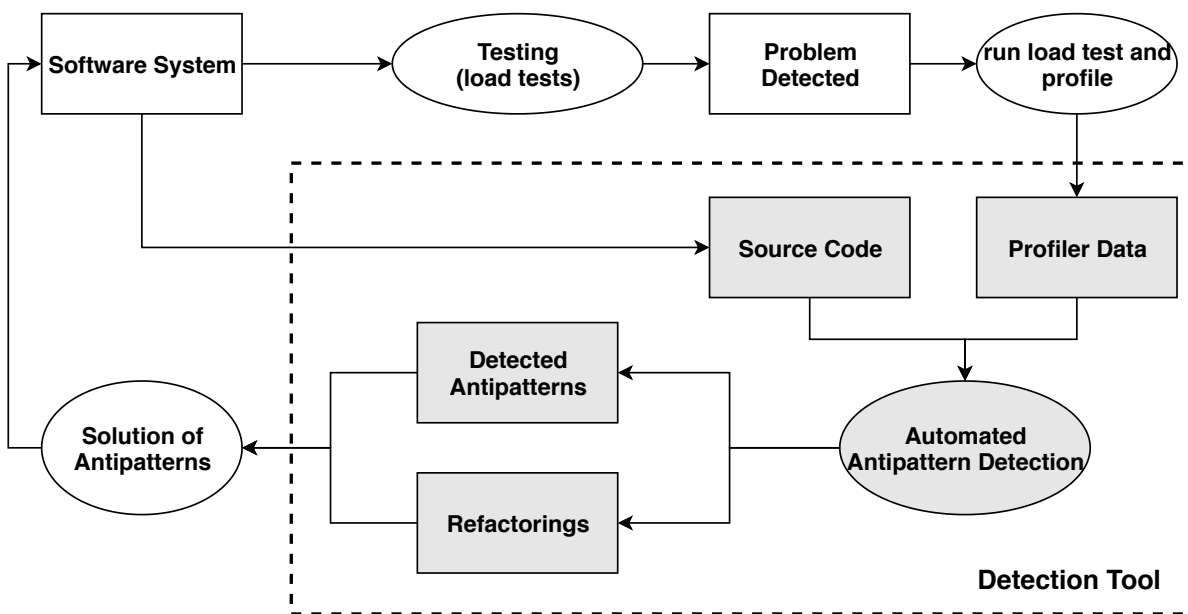 Software System
Testing
(load tests)
Problem
Detected
run load test and
profile
Source Code
Profiler Data
Detected
Antipatterns
Solution of
Antipatterns
Automated
Antipattern Detection
Refactorings
Detection Tool